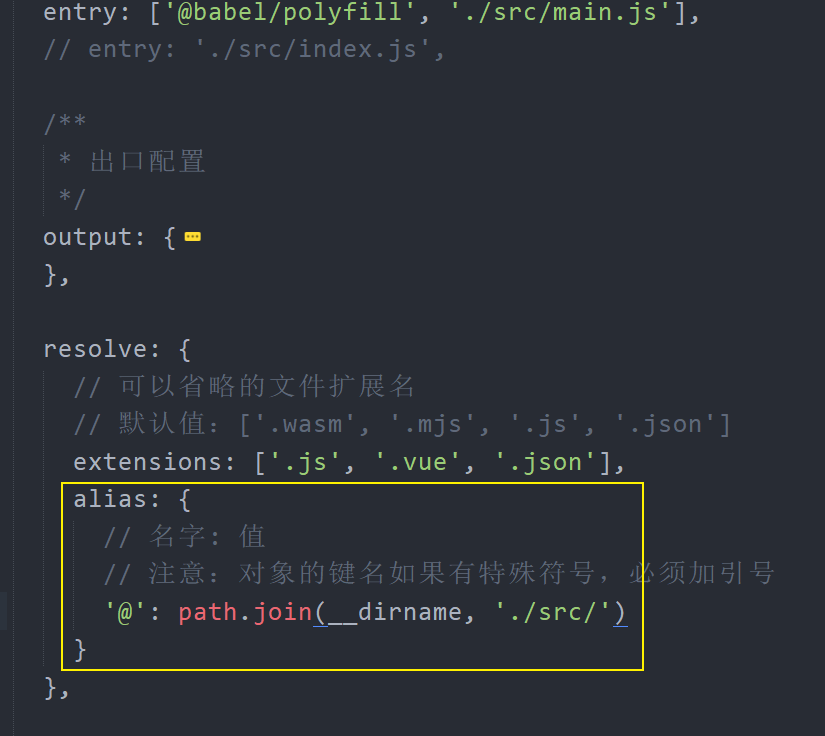 entry: ['@babel/polyfill', './src/main.js'],
// entry: './src/index.js',
/**
* 出口配置
*/
output: {
},
resolve: {
// 可以省略的文件扩展名
// 默认值：['.wasm', '.mjs', '.js', '.json']
extensions: ['.js', '.vue', '.json'],
alias: {
// 名字: 值
// 注意：对象的键名如果有特殊符号，必须加引号
'@': path.join(__dirname, './src/')
}
},